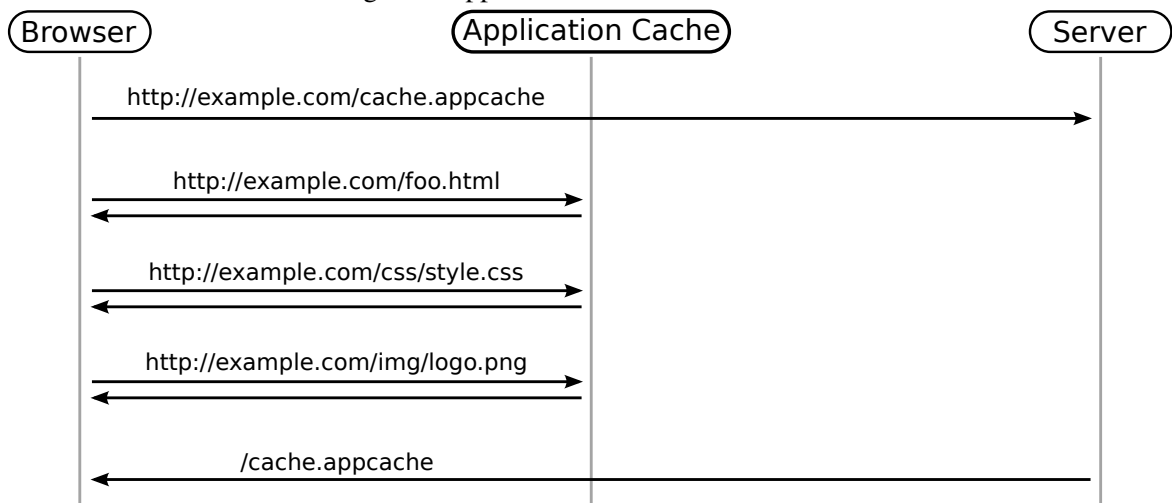 Browser
Application Cache
Server
http://example.com/cache.appcache
http://example.com/foo.html
http://example.com/css/style.css
http://example.com/img/logo.png
/cache.appcache